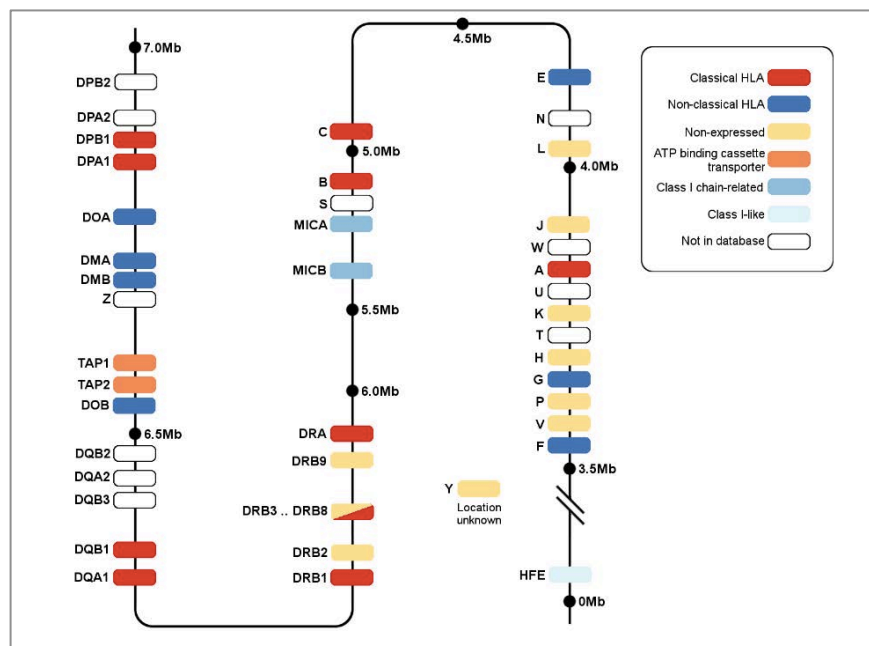 7.0Mb
DPB2
DPA2
DPB1
DPA1
DOA
DMA
DMB
Z
TAP1
TAP2
DOB
6.5Mb
DQB2
DQA2
DQB3
DQB1
DQA1
4.5Mb
C
5.0Mb
B
S
MICA
MICB
5.5Mb
6.0Mb
DRA
DRB9
DRB3 .. DRB8
DRB2
DRB1
E
N
L
4.0Mb
J
W
A
U
K
T
H
G
P
V
F
3.5Mb
Y
Location
unknown
HFE
0Mb
Classical HLA
Non-classical HLA
Non-expressed
ATP binding cassette
transporter
Class I chain-related
Class I-like
Not in database